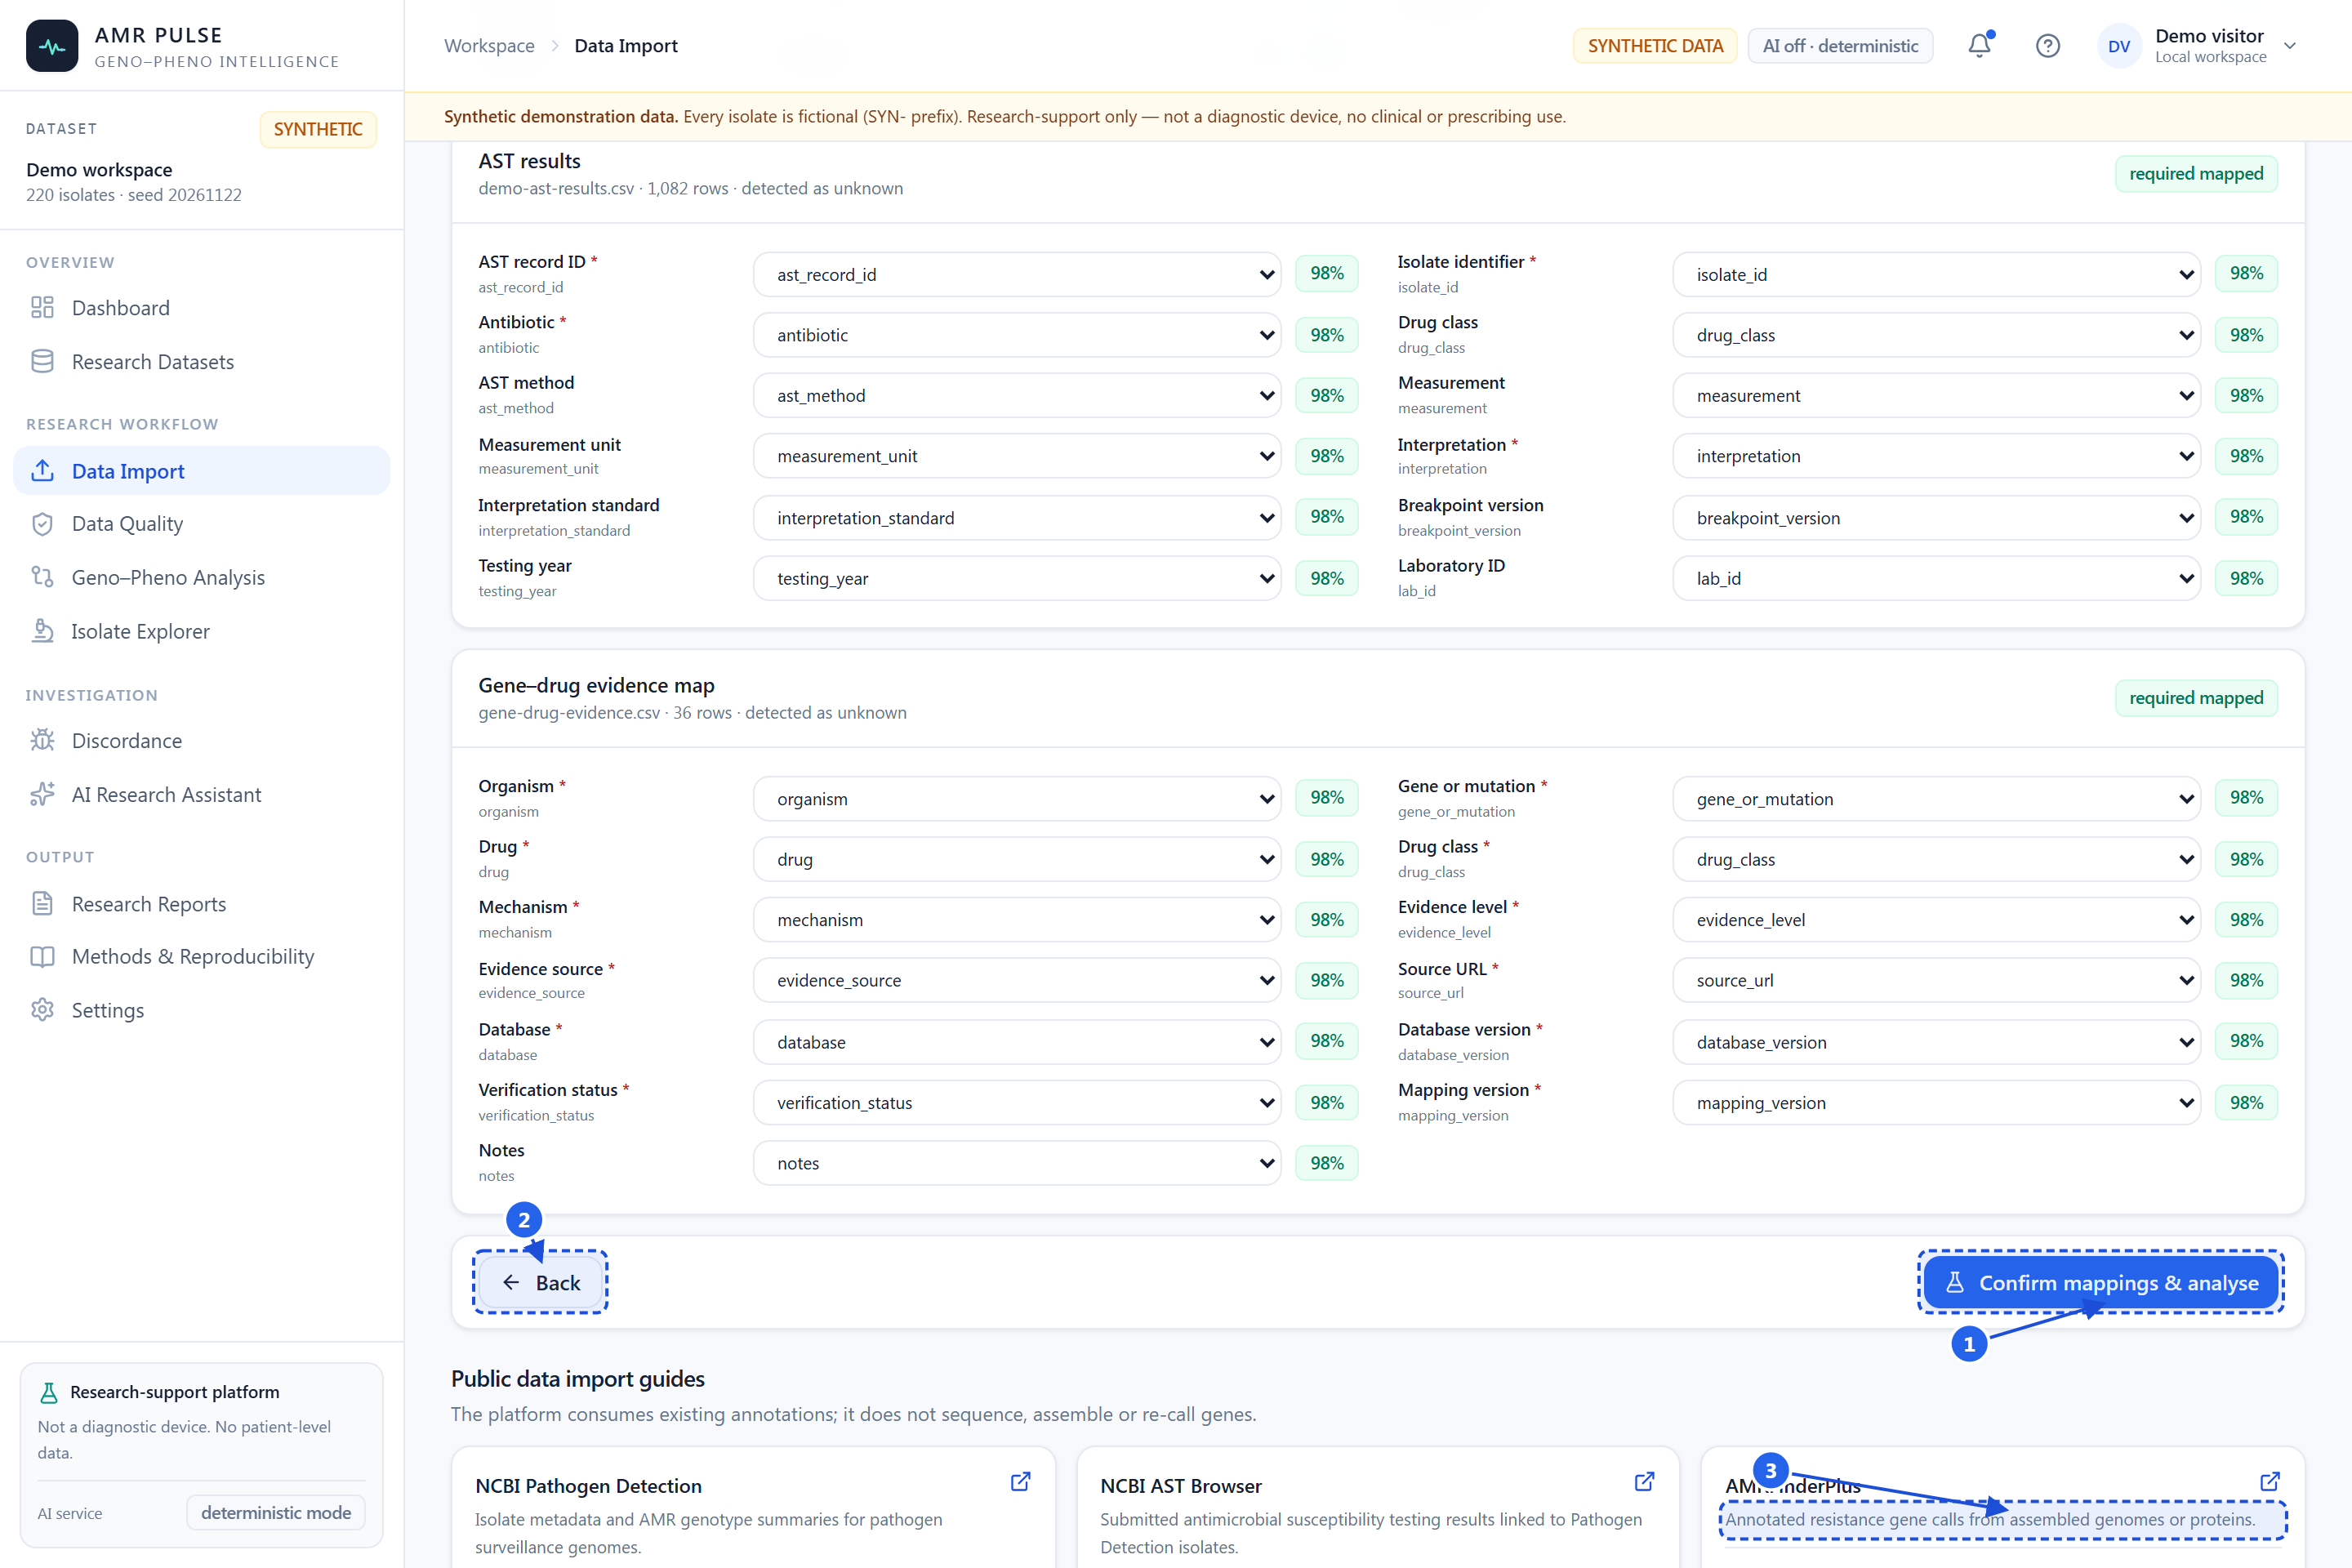 AMR PULSE
GENO–PHENO INTELLIGENCE
DATASET
SYNTHETIC
Demo workspace
220 isolates · seed 20261122
OVERVIEW
Dashboard
Research Datasets
RESEARCH WORKFLOW
Data Import
Data Quality
Geno–Pheno Analysis
Isolate Explorer
INVESTIGATION
Discordance
AI Research Assistant
OUTPUT
Research Reports
Methods & Reproducibility
Settings
Research-support platform
Not a diagnostic device. No patient-level
data.
AI service
deterministic mode
Workspace
Data Import
SYNTHETIC DATA
AI off · deterministic
DV
Demo visitor
Local workspace
Synthetic demonstration data. Every isolate is fictional (SYN- prefix). Research-support only — not a diagnostic device, no clinical or prescribing use.
AST results
demo-ast-results.csv · 1,082 rows · detected as unknown
required mapped
AST record ID *
ast_record_id
ast_record_id
98%
Isolate identifier *
isolate_id
isolate_id
98%
Antibiotic *
antibiotic
antibiotic
98%
Drug class
drug_class
drug_class
98%
AST method
ast_method
ast_method
98%
Measurement
measurement
measurement
98%
Measurement unit
measurement_unit
measurement_unit
98%
Interpretation *
interpretation
interpretation
98%
Interpretation standard
interpretation_standard
interpretation_standard
98%
Breakpoint version
breakpoint_version
breakpoint_version
98%
Testing year
testing_year
testing_year
98%
Laboratory ID
lab_id
lab_id
98%
Gene–drug evidence map
gene-drug-evidence.csv · 36 rows · detected as unknown
required mapped
Organism *
organism
organism
98%
Gene or mutation *
gene_or_mutation
gene_or_mutation
98%
Drug *
drug
drug
98%
Drug class *
drug_class
drug_class
98%
Mechanism *
mechanism
mechanism
98%
Evidence level *
evidence_level
evidence_level
98%
Evidence source *
evidence_source
evidence_source
98%
Source URL *
source_url
source_url
98%
Database *
database
database
98%
Database version *
database_version
database_version
98%
Verification status *
verification_status
verification_status
98%
Mapping version *
mapping_version
mapping_version
98%
Notes
notes
notes
98%
2
Back
Confirm mappings & analyse
1
Public data import guides
The platform consumes existing annotations; it does not sequence, assemble or re-call genes.
NCBI Pathogen Detection
Isolate metadata and AMR genotype summaries for pathogen
surveillance genomes.
NCBI AST Browser
Submitted antimicrobial susceptibility testing results linked to Pathogen
Detection isolates.
3
Annotated resistance gene calls from assembled genomes or proteins.